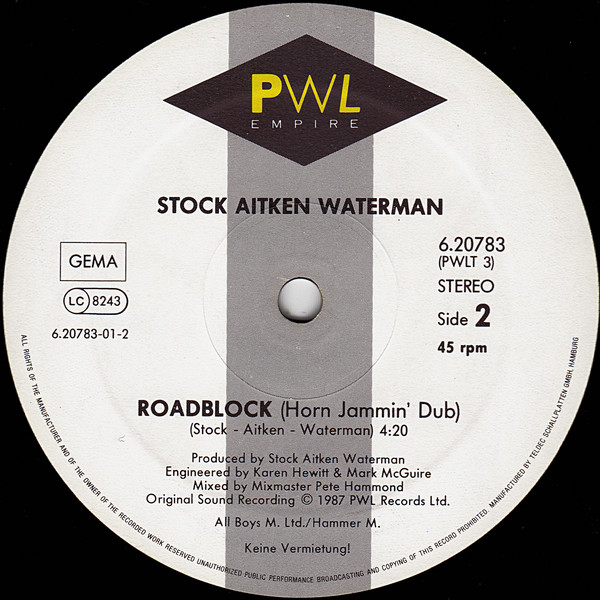 PWL
EMPIRE
STOCK AITKEN WATERMAN
GEMA
LC 8243
6.20783-01-2
6.20783
(PWLT 3)
STEREO
Side 2
45 rpm
ROADBLOCK (Horn Jammin' Dub)
(Stock - Aitken - Waterman) 4:20
Produced by Stock Aitken Waterman
Engineered by Karen Hewitt & Mark McGuire
Mixed by Mixmaster Pete Hammond
Original Sound Recording © 1987 PWL Records Ltd.
All Boys M. Ltd./Hammer M.
Keine Vermietung!
ALL RIGHTS OF THE MANUFACTURER AND OF THE OWNER OF THE RECORDED WORK RESERVED UNAUTHORIZED PUBLIC PERFORMANCE BROADCASTING AND COPYING OF THIS RECORD PROHIBITED. MANUFACTURED BY TELDEC SCHALLPLATTEN GMBH, HAMBURG